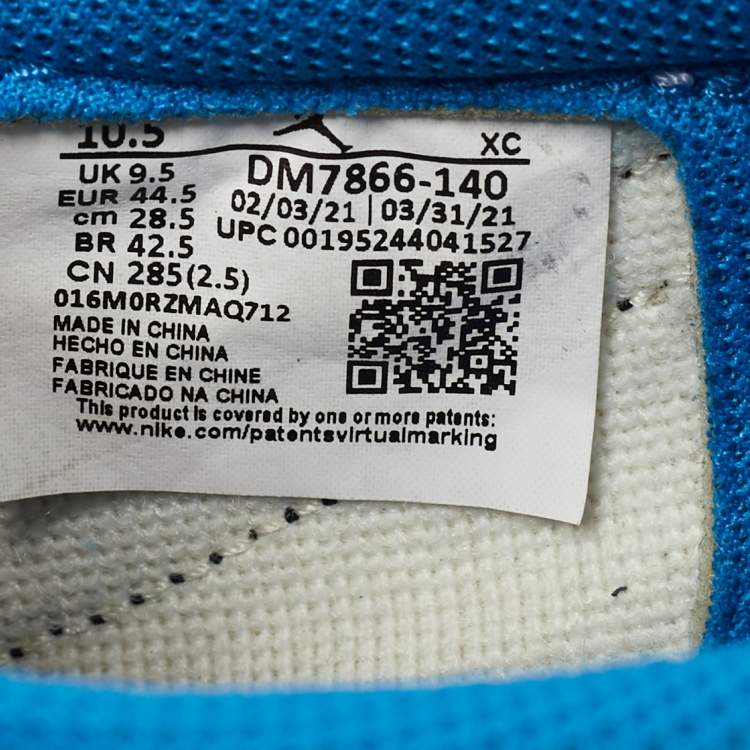 10.5
XC
UK 9.5
EUR 44.5
cm 28.5
BR 42.5
CN 285(2.5)
DM7866-140
02/03/21 | 03/31/21
UPC 00195244041527
016M0RZMAQ712
MADE IN CHINA
HECHO EN CHINA
FABRIQUE EN CHINE
FABRICADO NA CHINA
This product is covered by one or more patents:
www.nike.com/patentsvirtualmarking